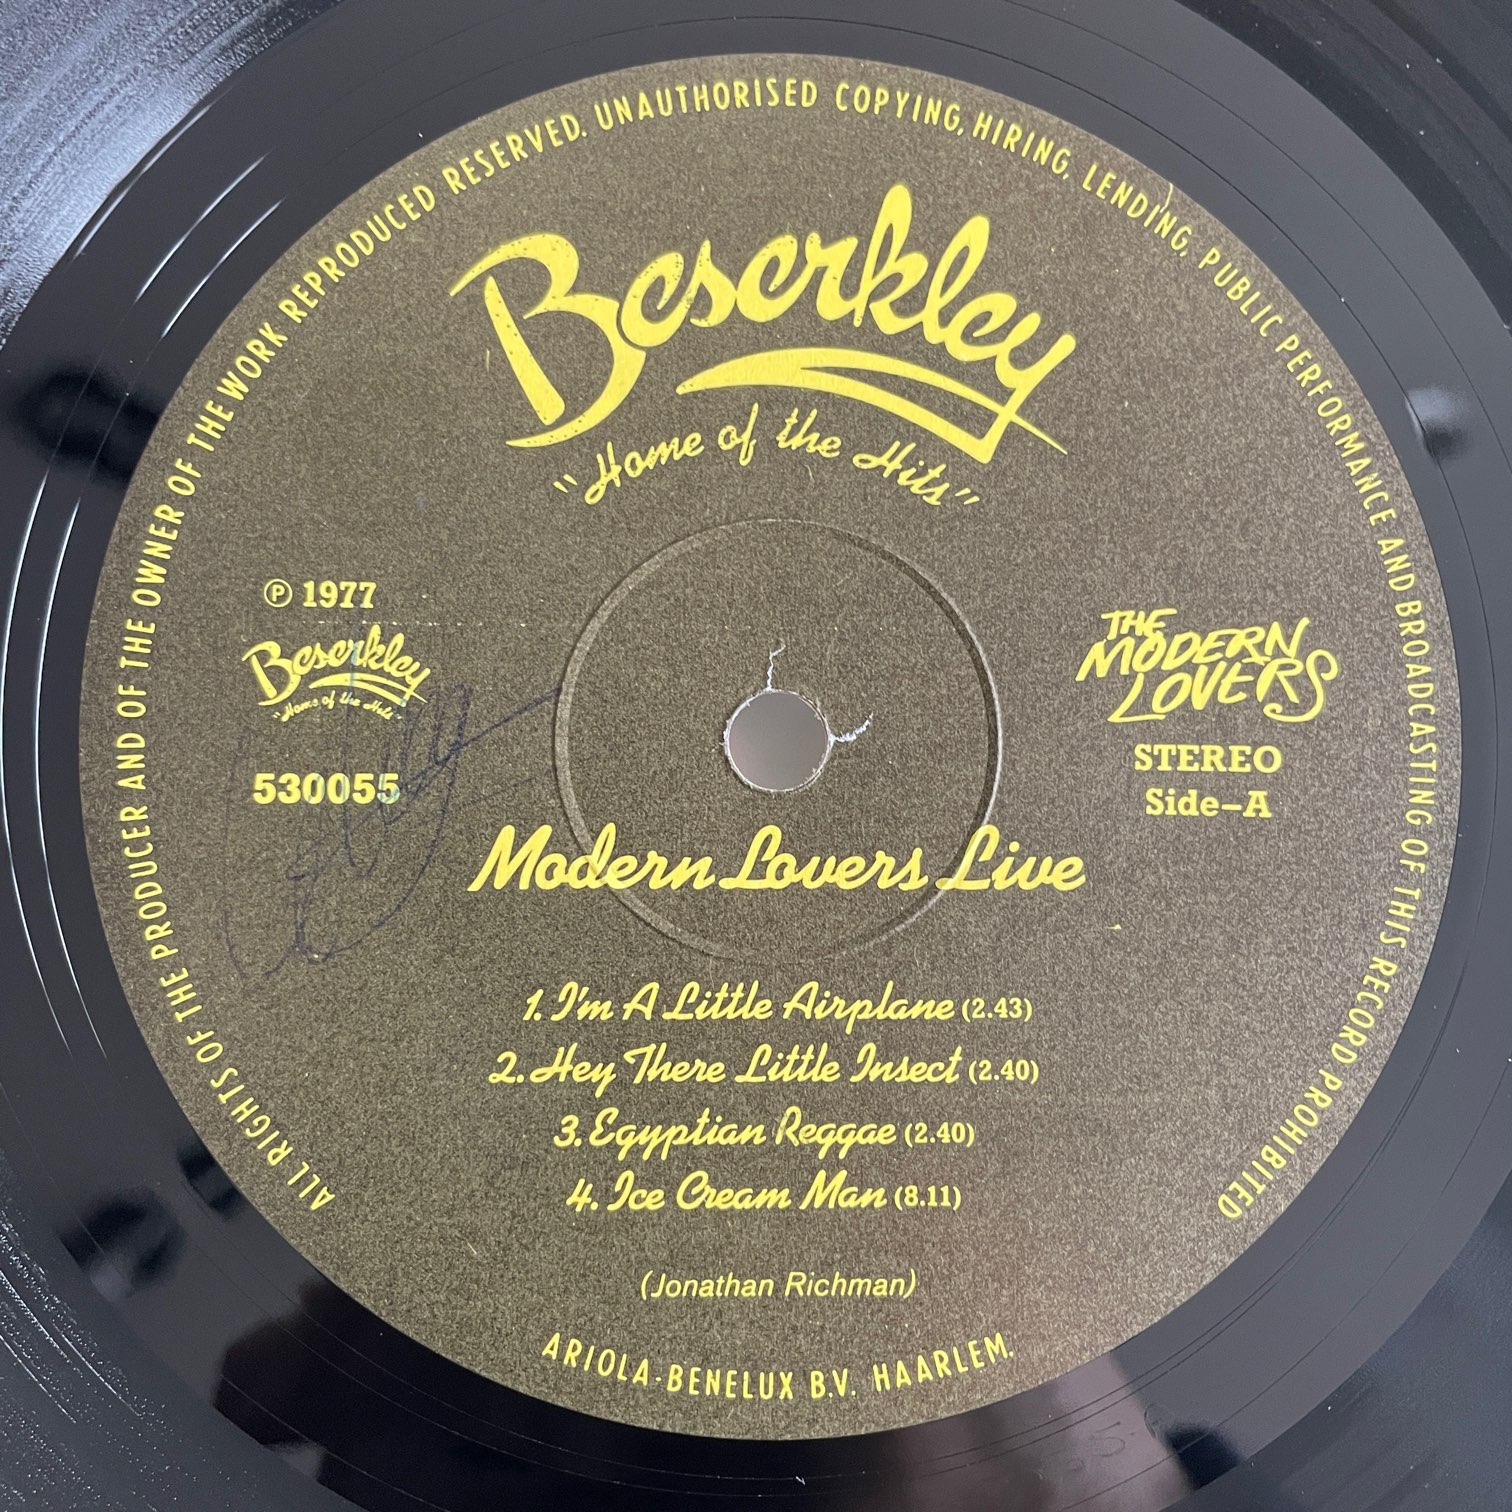 ALL RIGHTS OF THE PRODUCER AND OF THE OWNER OF THE WORK REPRODUCED RESERVED. UNAUTHORISED COPYING, HIRING, LENDING, PUBLIC PERFORMANCE AND BROADCASTING OF THIS RECORD PROHIBITED
Beserkley
"Home of the Hits"
℗ 1977
Beserkley
"Home of the Hits"
530055
THE
MODERN
LOVERS
STEREO
Side-A
Modern Lovers Live
1. I'm A Little Airplane (2.43)
2. Hey There Little Insect (2.40)
3. Egyptian Reggae (2.40)
4. Ice Cream Man (8.11)
(Jonathan Richman)
ARIOLA-BENELUX B.V. HAARLEM.